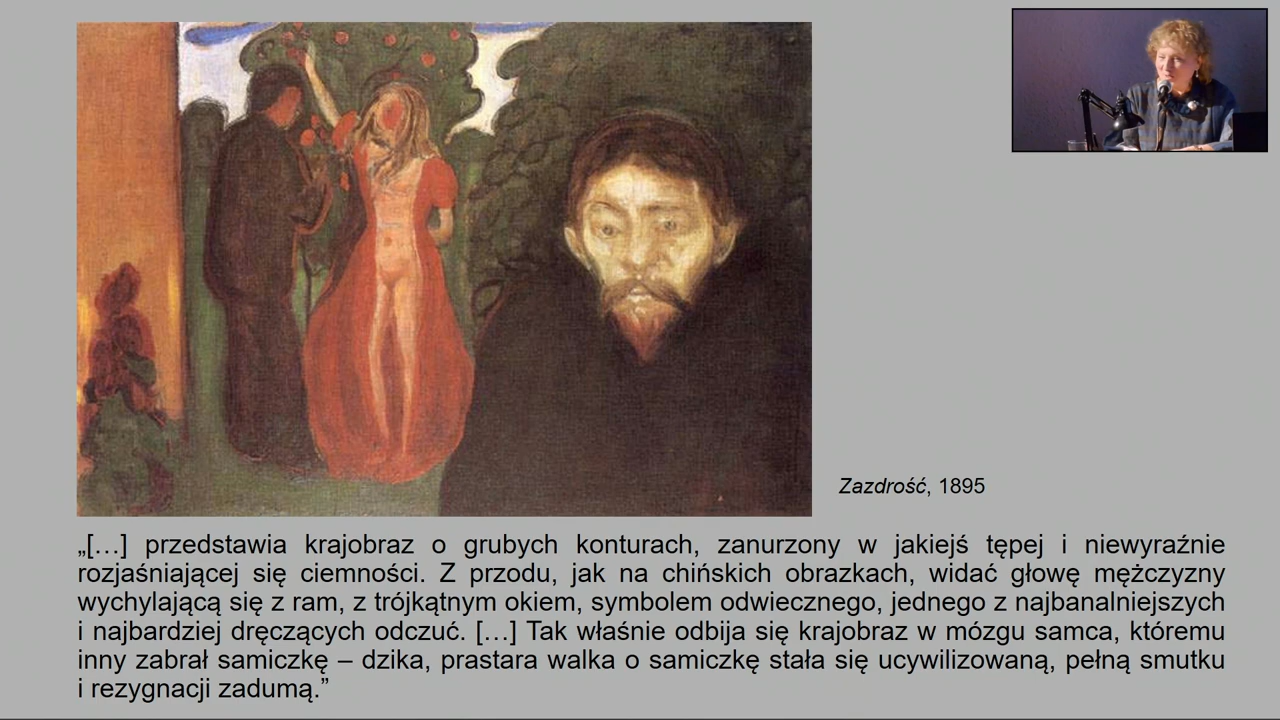 Zazdrość, 1895
„[…] przedstawia krajobraz o grubych konturach, zanurzony w jakiejś tępej i niewyraźnie
rozjaśniającej się ciemności. Z przodu, jak na chińskich obrazkach, widać głowę mężczyzny
wychylającą się z ram, z trójkątnym okiem, symbolem odwiecznego, jednego z najbanalniejszych
i najbardziej dręczących odczuć. […] Tak właśnie odbija się krajobraz w mózgu samca, któremu
inny zabrał samiczkę – dzika, prastara walka o samiczkę stała się ucywilizowaną, pełną smutku
i rezygnacji zadumą.”